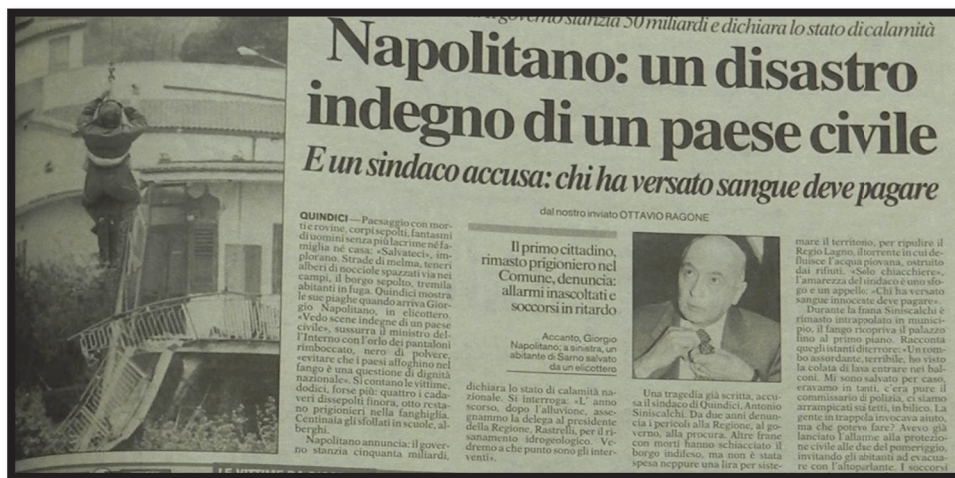 governo stanzia 50 miliardi e dichiara lo stato di calamità
Napolitano: un disastro
indegno di un paese civile
E un sindaco accusa: chi ha versato sangue deve pagare
dal nostro inviato OTTAVIO RAGONE
QUINDICI — Paesaggio con mor-
ti e rovine, corpi sepolti, fantasmi
di uomini senza più lacrime né fa-
miglia né casa: «Salvateci», im-
plorano. Strade di melma, teneri
alberi di nocciole spazzati via nei
campi, il borgo sepolto, tremila
abitanti in fuga. Quindici mostra
le sue piaghe quando arriva Gior-
gio Napolitano, in elicottero.
«Vedo scene indegne di un paese
civile», sussurra il ministro del-
l'Interno con l'orlo dei pantaloni
rimboccato, nero di polvere,
«evitare che i paesi affoghino nel
fango è una questione di dignità
nazionale». Si contano le vittime,
dodici, forse più: quattro i cada-
veri dissepolti finora, otto resta-
no prigionieri nella fanghiglia.
Centinaia gli sfollati in scuole, al-
berghi.
Napolitano annuncia: il gover-
no stanzia cinquanta miliardi,
Il primo cittadino,
rimasto prigioniero nel
Comune, denuncia:
allarmi inascoltati e
soccorsi in ritardo
Accanto, Giorgio
Napolitano; a sinistra, un
abitante di Sarno salvato
da un elicottero
dichiara lo stato di calamità na-
zionale. Si interroga: «L' anno
scorso, dopo l'alluvione, asse-
gnammo la delega al presidente
della Regione, Rastrelli, per il ri-
sanamento idrogeologico. Ve-
dremo a che punto sono gli inter-
venti».
Una tragedia già scritta, accu-
sa il sindaco di Quindici, Antonio
Siniscalchi. Da due anni denun-
cia i pericoli alla Regione, al go-
verno, alla procura. Altre frane
con morti hanno schiacciato il
borgo indifeso, ma non è stata
spesa neppure una lira per siste-
mare il territorio, per ripulire il
Regio Lagno, il torrente in cui de-
fluisce l'acqua piovana, ostruito
dai rifiuti. «Solo chiacchiere»,
l'amarezza del sindaco è uno sfo-
go e un appello: «Chi ha versato
sangue innocente deve pagare».
Durante la frana Siniscalchi è
rimasto intrappolato in munici-
pio, il fango ricopriva il palazzo
fino al primo piano. Racconta
quegli istanti di terrore: «Un rom-
bo assordante, terribile, ho visto
la colata di lava entrare nei bal-
coni. Mi sono salvato per caso,
eravamo in tanti, c'era pure il
commissario di polizia, ci siamo
arrampicati su tetti, in bilico. La
gente in trappola invocava aiuto,
ma che potevo fare? Avevo già
lanciato l'allarme alla protezio-
ne civile alle due del pomeriggio,
invitando gli abitanti ad evacua-
re con l'altoparlante. I soccorsi
LE VITTIME